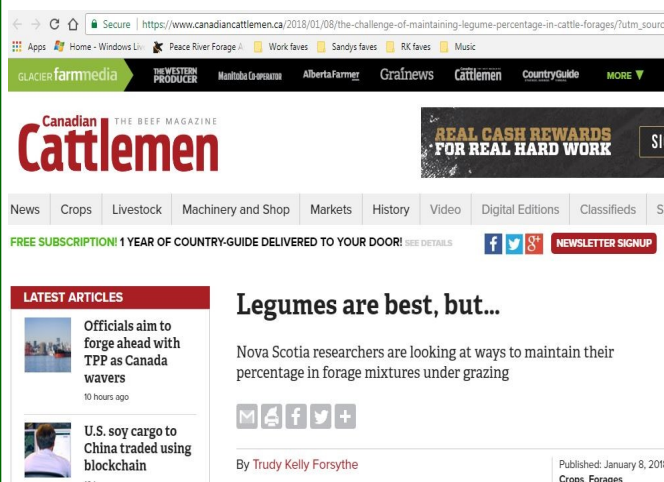 Secure | https://www.canadiancattlemen.ca/2018/01/08/the-challenge-of-maintaining-legume-percentage-in-cattle-forages/?utm_sourc
Apps Home - Windows Liv Peace River Forage A Work faves Sandys faves RK faves Music
GLACIER farmmedia THE WESTERN PRODUCER Manitoba Co-OPERATOR AlbertaFarmer Grainews Cattlemen COUNTRYGUIDE MORE
Canadian THE BEEF MAGAZINE
Cattlemen
REAL CASH REWARDS
FOR REAL HARD WORK
SI
News Crops Livestock Machinery and Shop Markets History Video Digital Editions Classifieds S
FREE SUBSCRIPTION! 1 YEAR OF COUNTRY-GUIDE DELIVERED TO YOUR DOOR! SEE DETAILS f g+ NEWSLETTER SIGNUP
LATEST ARTICLES
Officials aim to
forge ahead with
TPP as Canada
wavers
10 hours ago
U.S. soy cargo to
China traded using
blockchain
Legumes are best, but...
Nova Scotia researchers are looking at ways to maintain their
percentage in forage mixtures under grazing
By Trudy Kelly Forsythe
Published: January 8, 2018
Crops, Forages